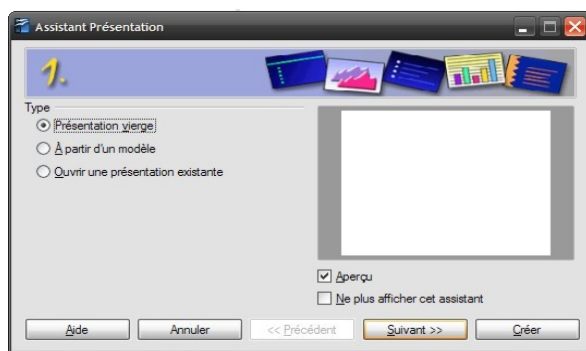 Assistant Présentation
1.
Type
Présentation vierge
À partir d'un modèle
Ouvrir une présentation existante
Aperçu
Ne plus afficher cet assistant
Aide
Annuler
<< Précédent
Suivant >>
Créer